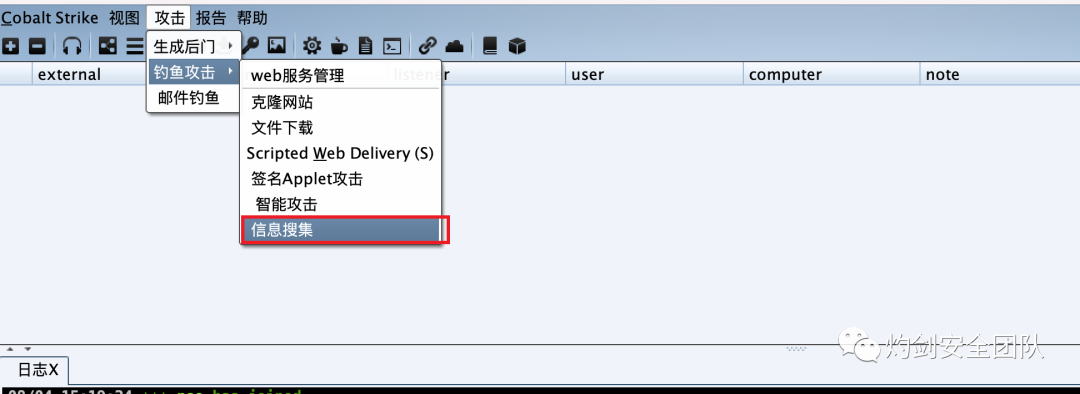 Cobalt Strike 视图 攻击 报告 帮助
生成后门
钓鱼攻击
邮件钓鱼
external listener user computer note
web服务管理
克隆网站
文件下载
Scripted Web Delivery (S)
签名Applet攻击
智能攻击
信息搜集
灼剑安全团队
日志X
has joined